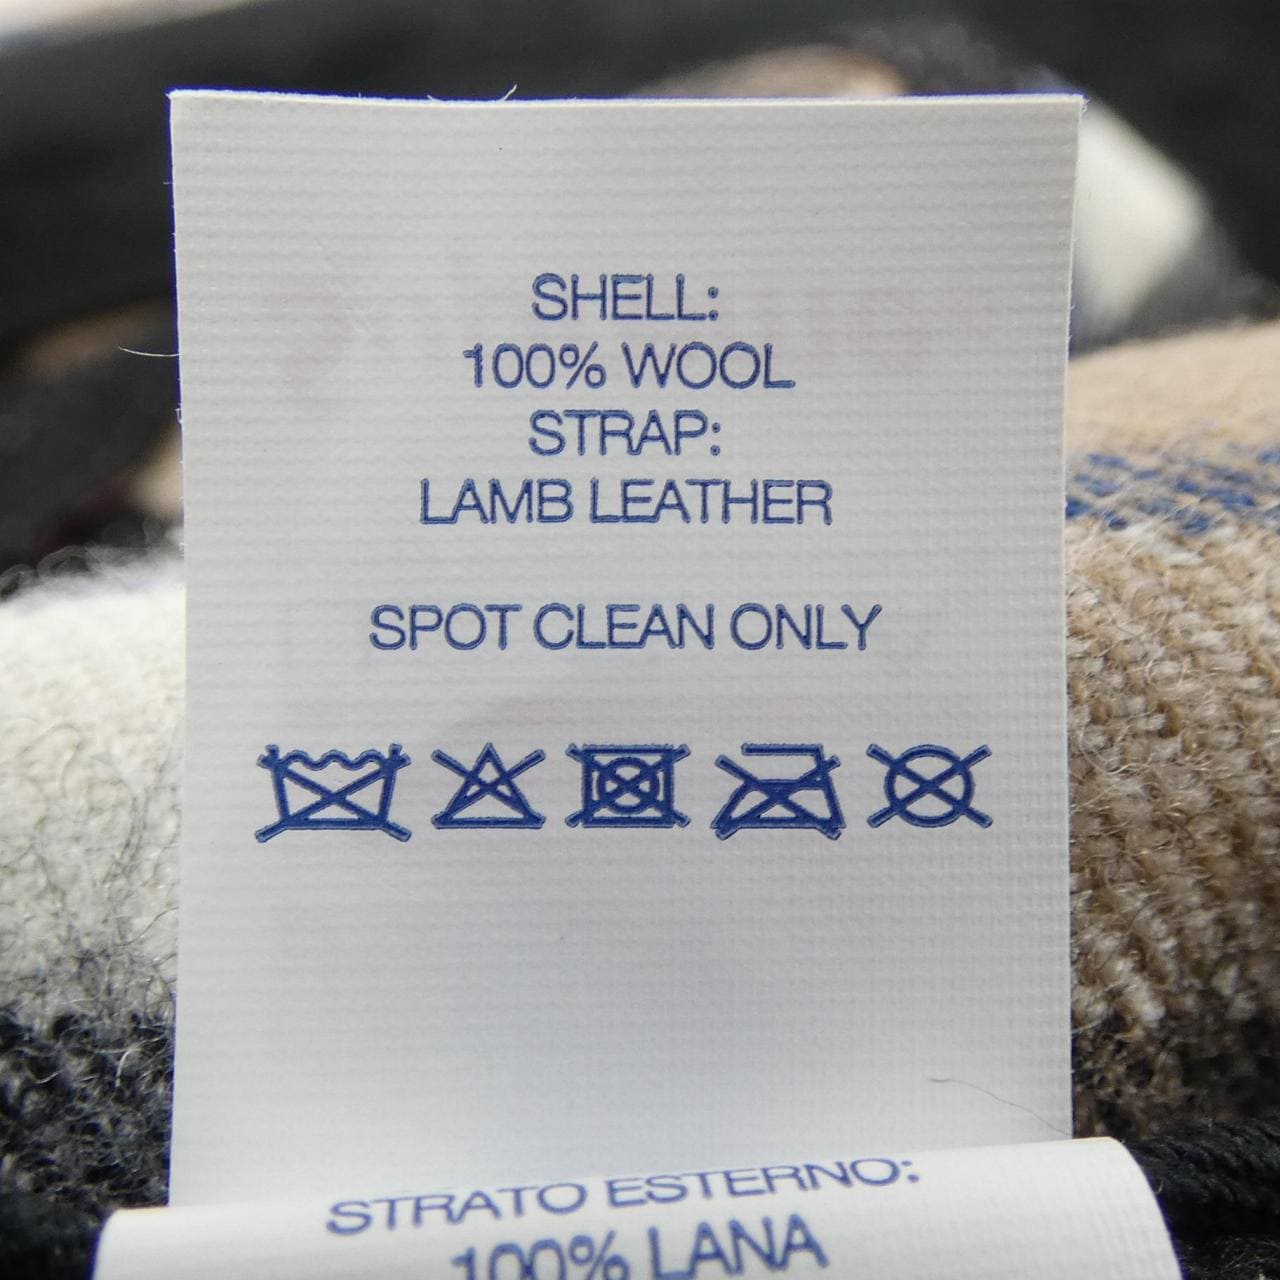 SHELL:
100% WOOL
STRAP:
LAMB LEATHER
SPOT CLEAN ONLY
STRATO ESTERNO:
100% LANA